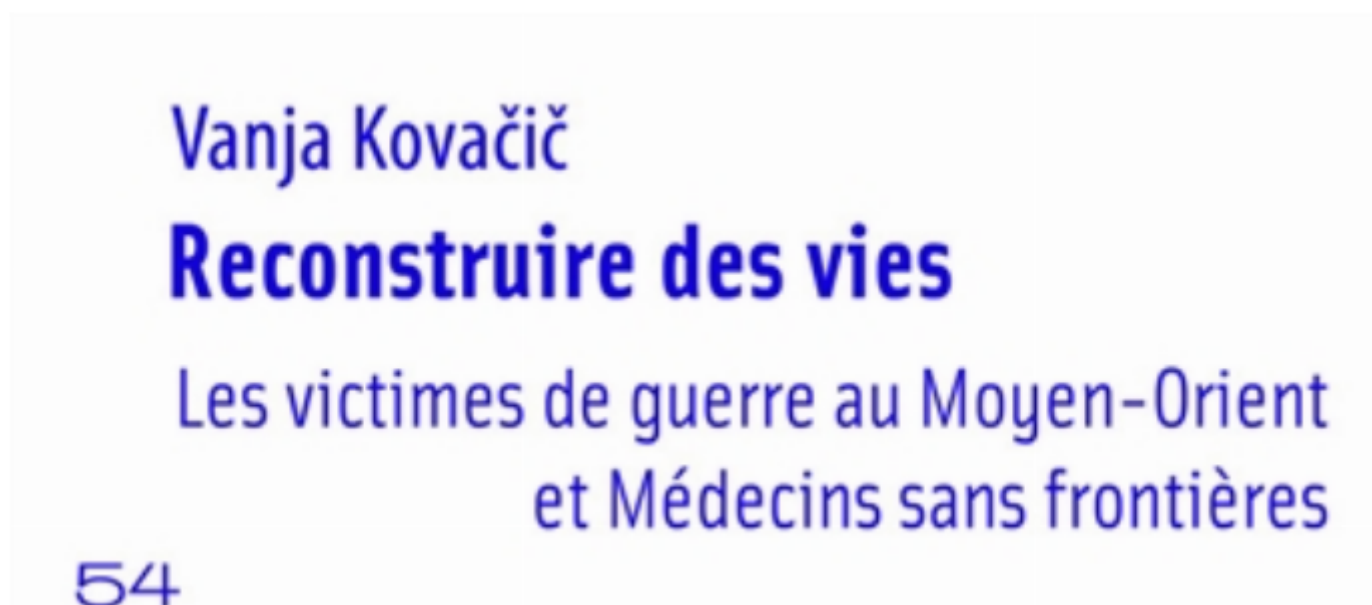 Vanja Kovačič
Reconstruire des vies
Les victimes de guerre au Moyen-Orient
et Médecins sans frontières
54